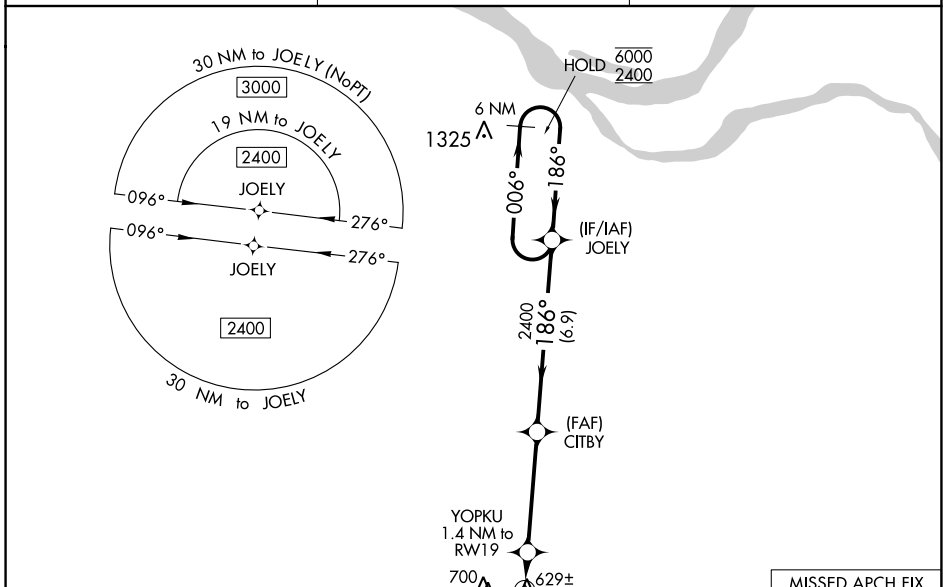 30 NM to JOELY (NoPT)
3000
19 NM to JOELY
2400
JOELY
096°
276°
096°
276°
JOELY
2400
30 NM to JOELY
HOLD
6000
2400
6 NM
1325
006°
186°
(IF/IAF)
JOELY
2400
186°
(6.9)
(FAF)
CITBY
YOPKU
1.4 NM to
RW19
700
629±
MISSED APCH FIX